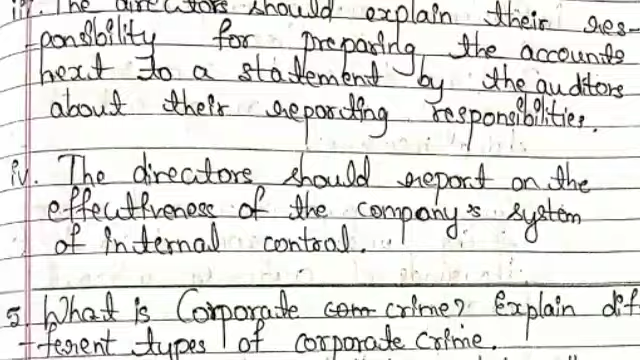 iii. The directors should explain their res-
ponsibility for preparing the accounts
next to a statement by the auditors
about their reporting responsibilities.
iv. The directors should report on the
effectiveness of the company's system
of internal control.
5. What is Corporate com crime? Explain dif
-ferent types of corporate crime.